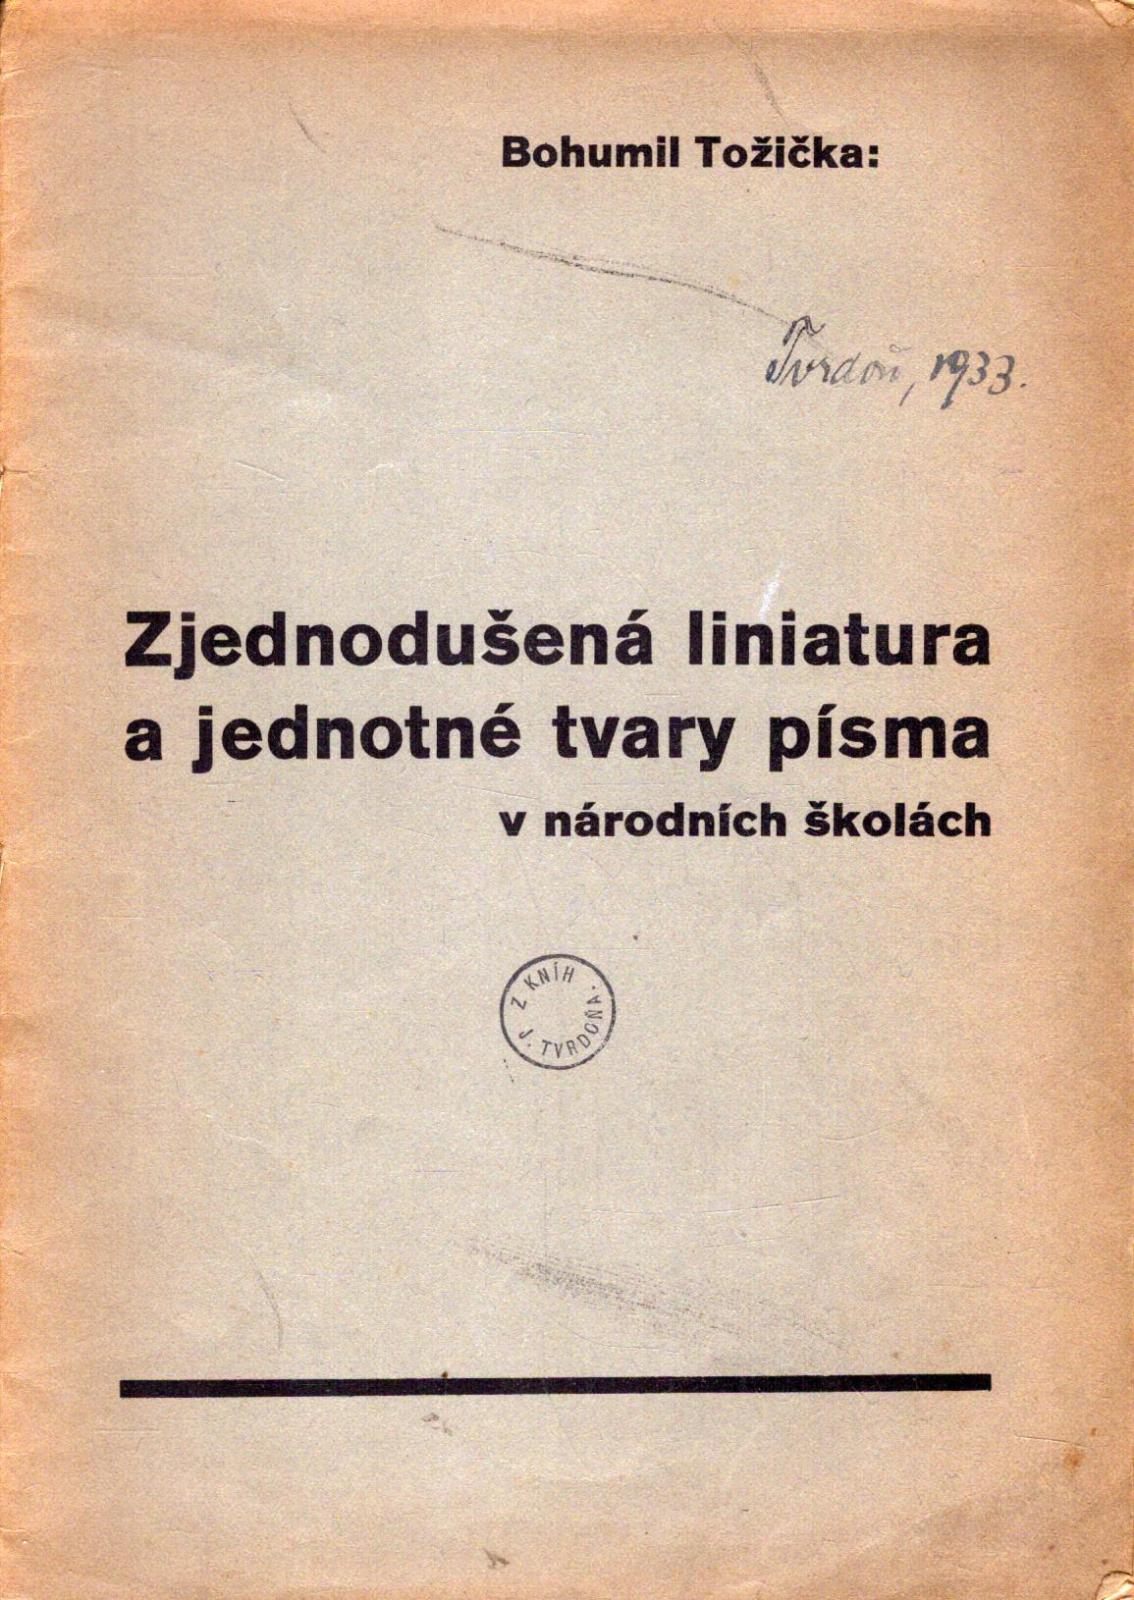 Bohumil Tožička:
Tvrdoň, 1933.
Zjednodušená liniatura
a jednotné tvary písma
v národních školách
Z KNÍH
J. TVRDOŇA.